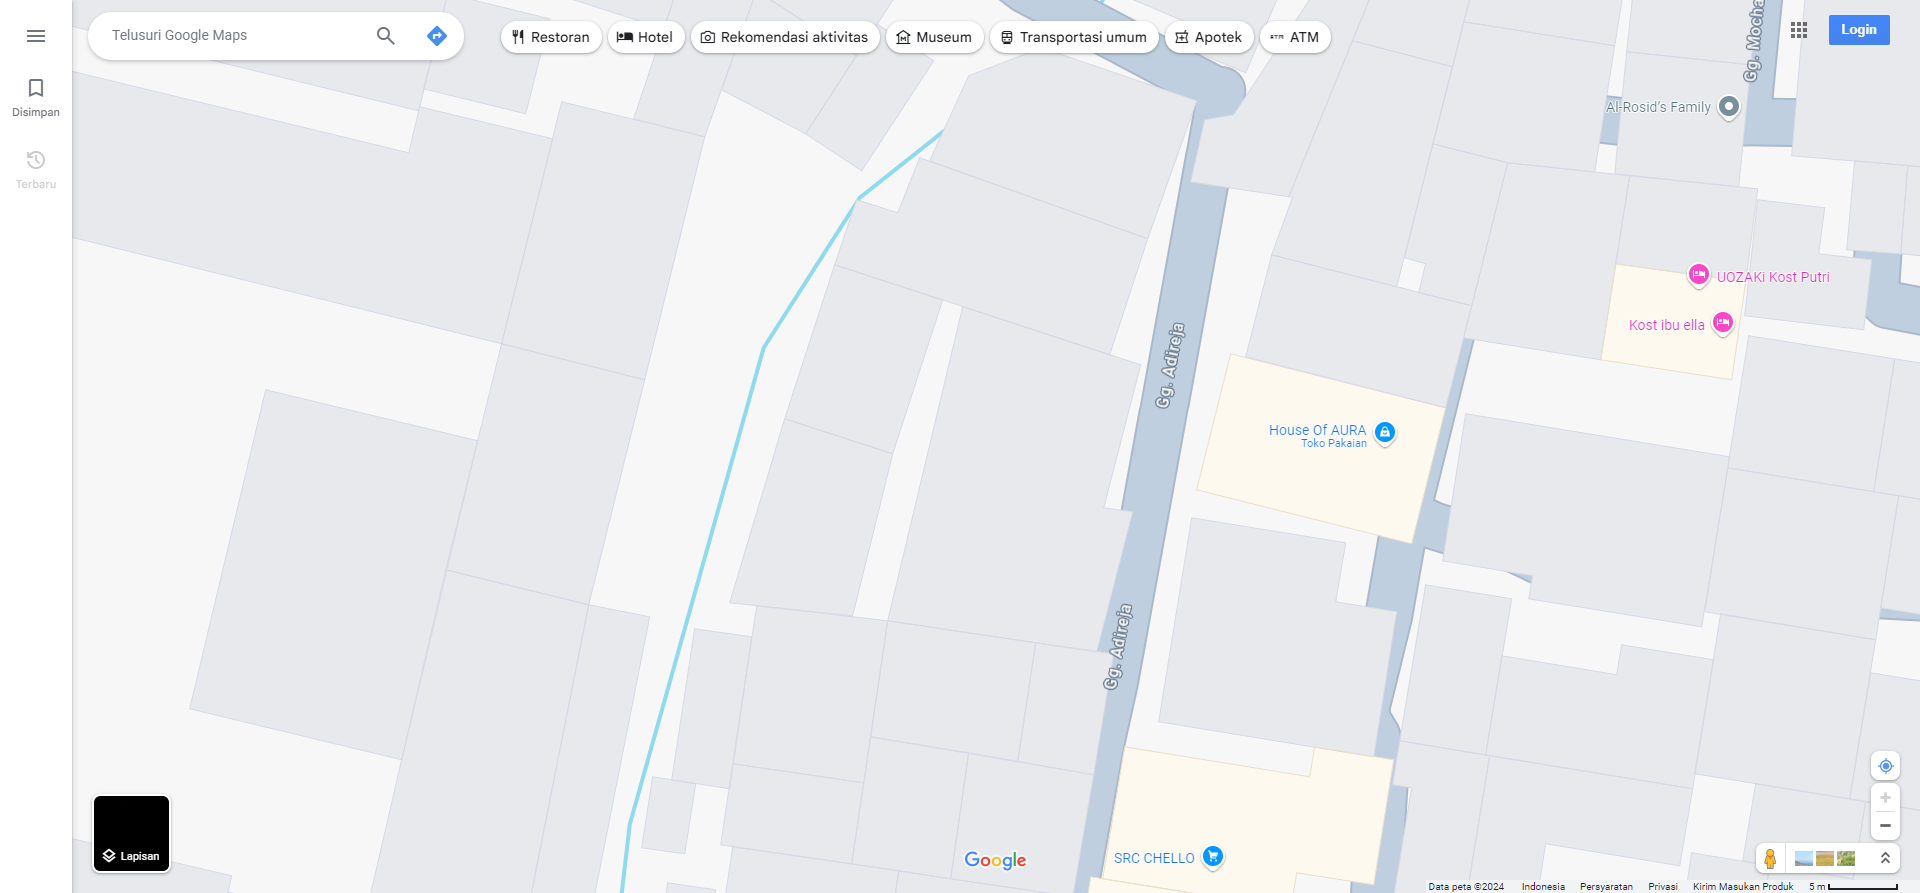 Telusuri Google Maps
Restoran
Hotel
Rekomendasi aktivitas
Museum
Transportasi umum
Apotek
ATM
Login
Disimpan
Terbaru
Gg. Mocha
Al-Rosid's Family
UOZAKi Kost Putri
Kost ibu ella
Gg. Adireja
House Of AURA
Toko Pakaian
Gg. Adireja
SRC CHELLO
Lapisan
Google
Data peta ©2024 Indonesia Persyaratan Privasi Kirim Masukan Produk 5 m